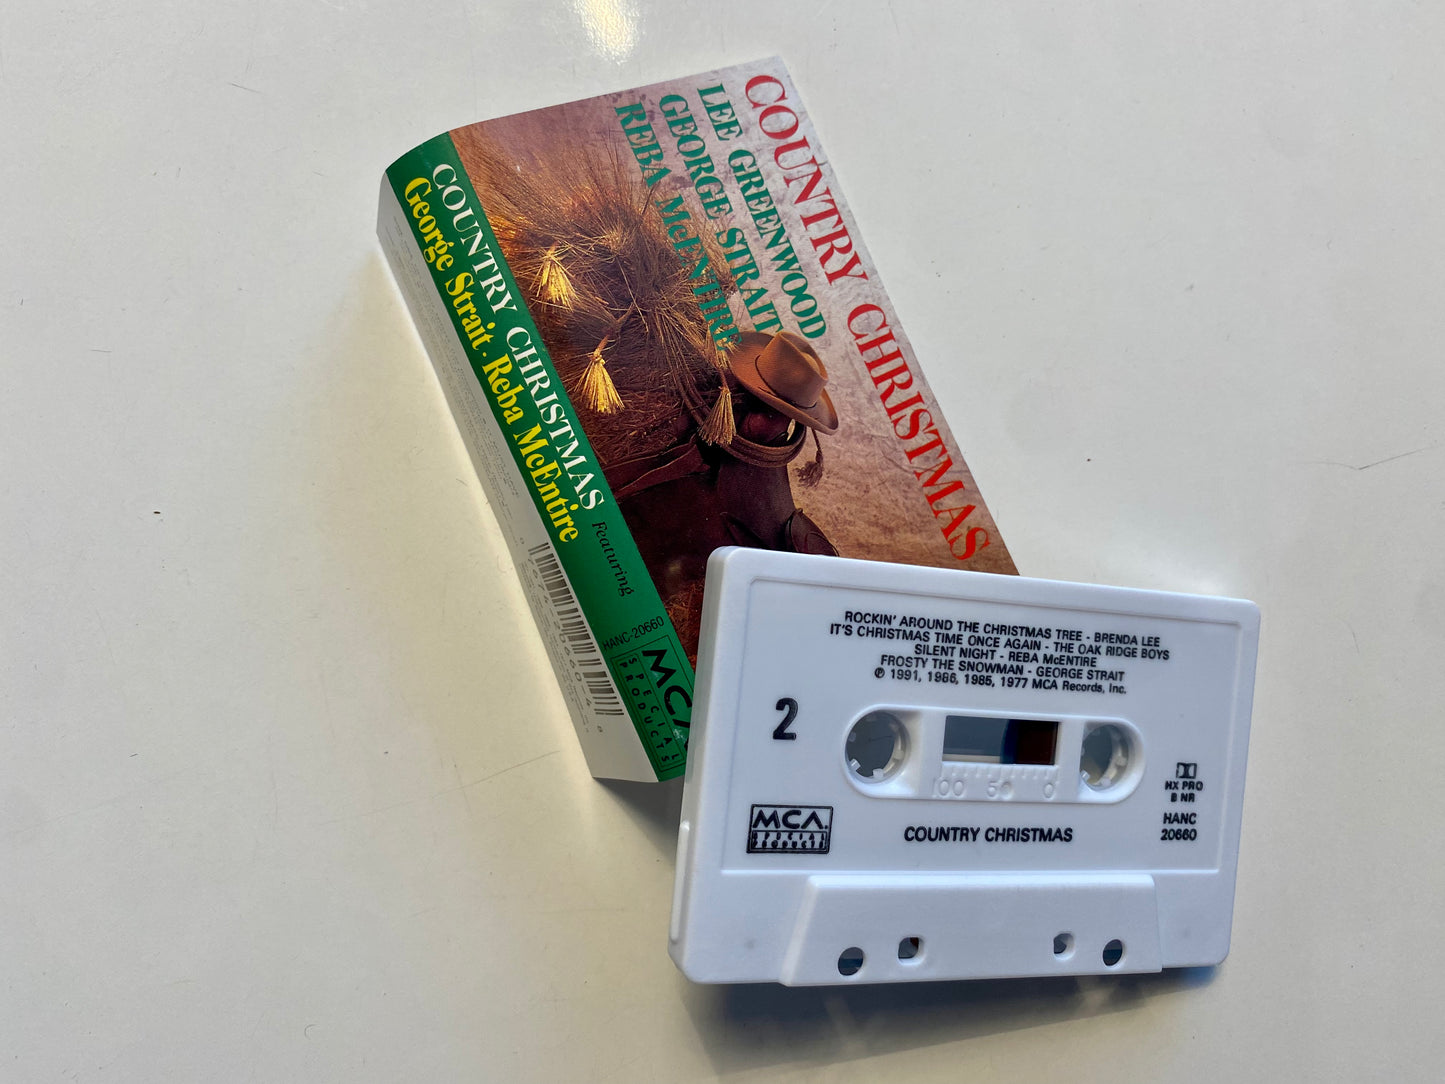 COUNTRY CHRISTMAS
LEE GREENWOOD
GEORGE STRAIT
REBA McENTIRE
COUNTRY CHRISTMAS Featuring
George Strait · Reba McEntire
HANC-20660
MCA
SPECIAL
PRODUCTS
ROCKIN' AROUND THE CHRISTMAS TREE - BRENDA LEE
IT'S CHRISTMAS TIME ONCE AGAIN - THE OAK RIDGE BOYS
SILENT NIGHT - REBA McENTIRE
FROSTY THE SNOWMAN - GEORGE STRAIT
℗ 1991, 1986, 1985, 1977 MCA Records, Inc.
2
100 50 0
HX PRO
B NR
HANC
20660
MCA.
SPECIAL
PRODUCTS
COUNTRY CHRISTMAS